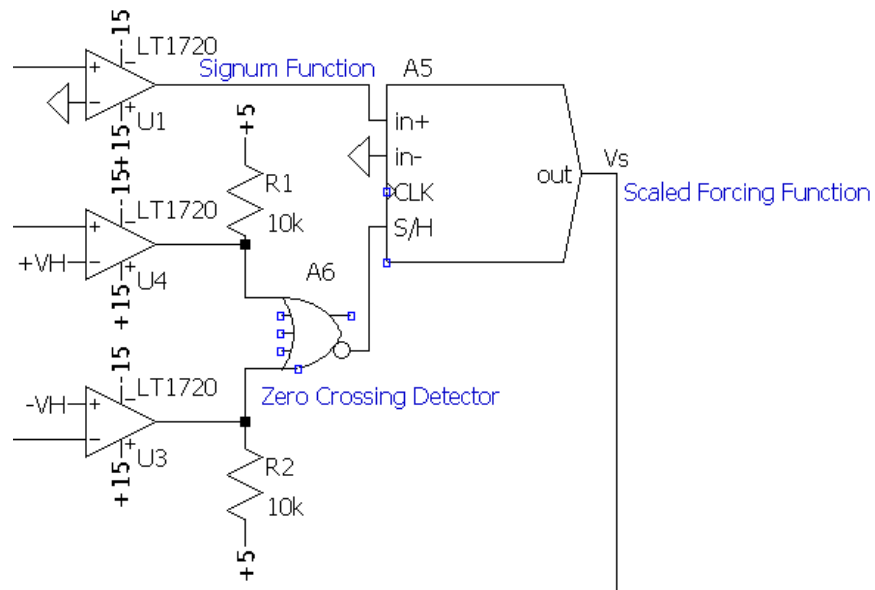 -15
LT1720
+
−
−
+
U1
+15
Signum Function
A5
in+
in-
CLK
S/H
out
Vs
Scaled Forcing Function
+5
R1
10k
+15
-15
LT1720
+
−
−
+VH
+
U4
+15
A6
-15
LT1720
-VH
+
−
−
+
U3
+15
Zero Crossing Detector
R2
10k
+5